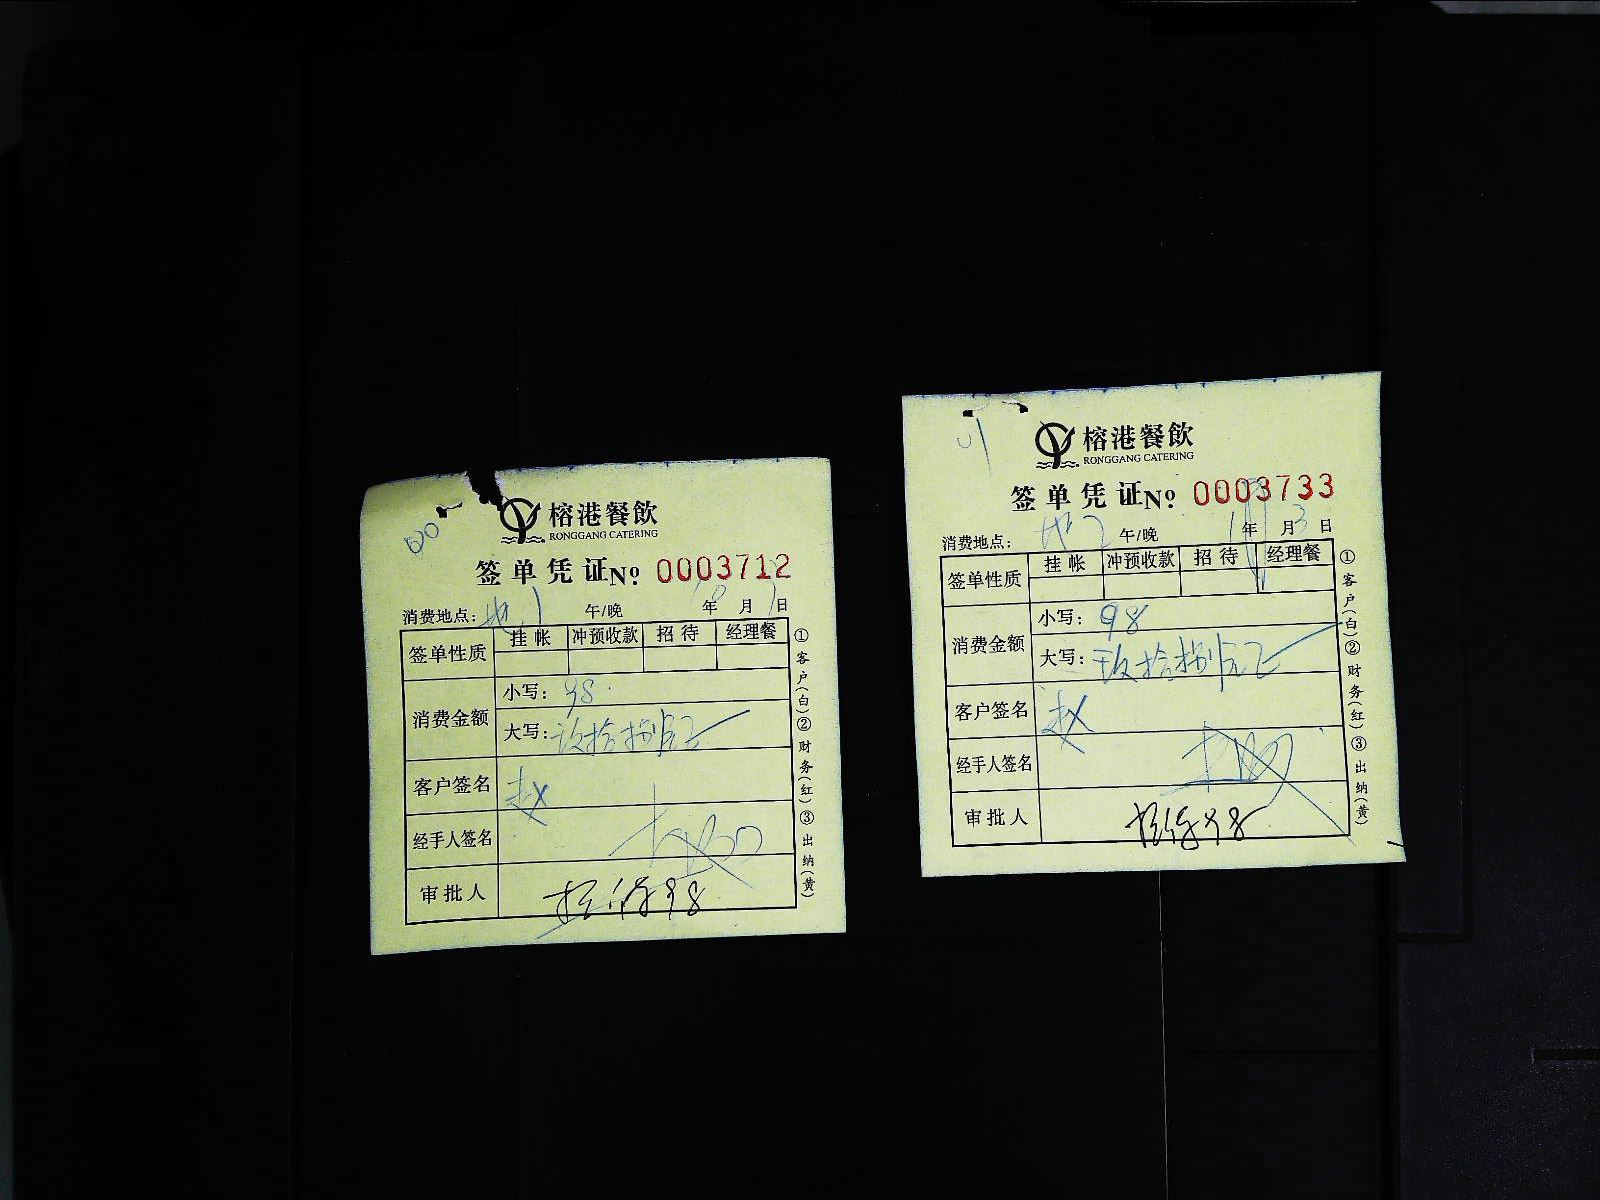 榕港餐飲
RONGGANG CATERING
签单凭证№ 0003712
消费地点: 午/晚 年 月 日
签单性质 挂帐 冲预收款 招待 经理餐
消费金额
小写: 98
大写: 玖拾捌元正
客户签名 赵
经手人签名
审批人
①客户(白)②财务(红)③出纳(黄)
榕港餐飲
RONGGANG CATERING
签单凭证№ 0003733
消费地点: 午/晚 年 月 3 日
签单性质 挂帐 冲预收款 招待 经理餐
消费金额
小写: 98
大写: 玖拾捌元正
客户签名 赵
经手人签名
审批人
①客户(白)②财务(红)③出纳(黄)